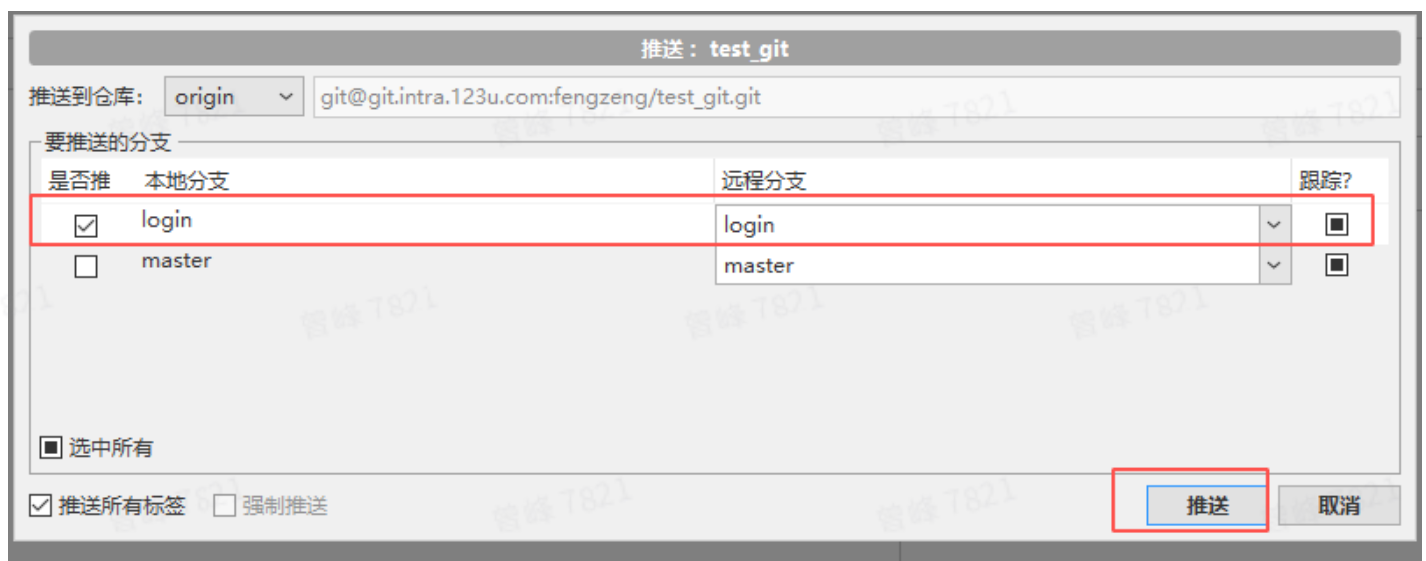 推送： test_git
推送到仓库： origin git@git.intra.123u.com:fengzeng/test_git.git
要推送的分支
是否推 本地分支 远程分支 跟踪?
login login
master master
选中所有
推送所有标签 强制推送 推送 取消